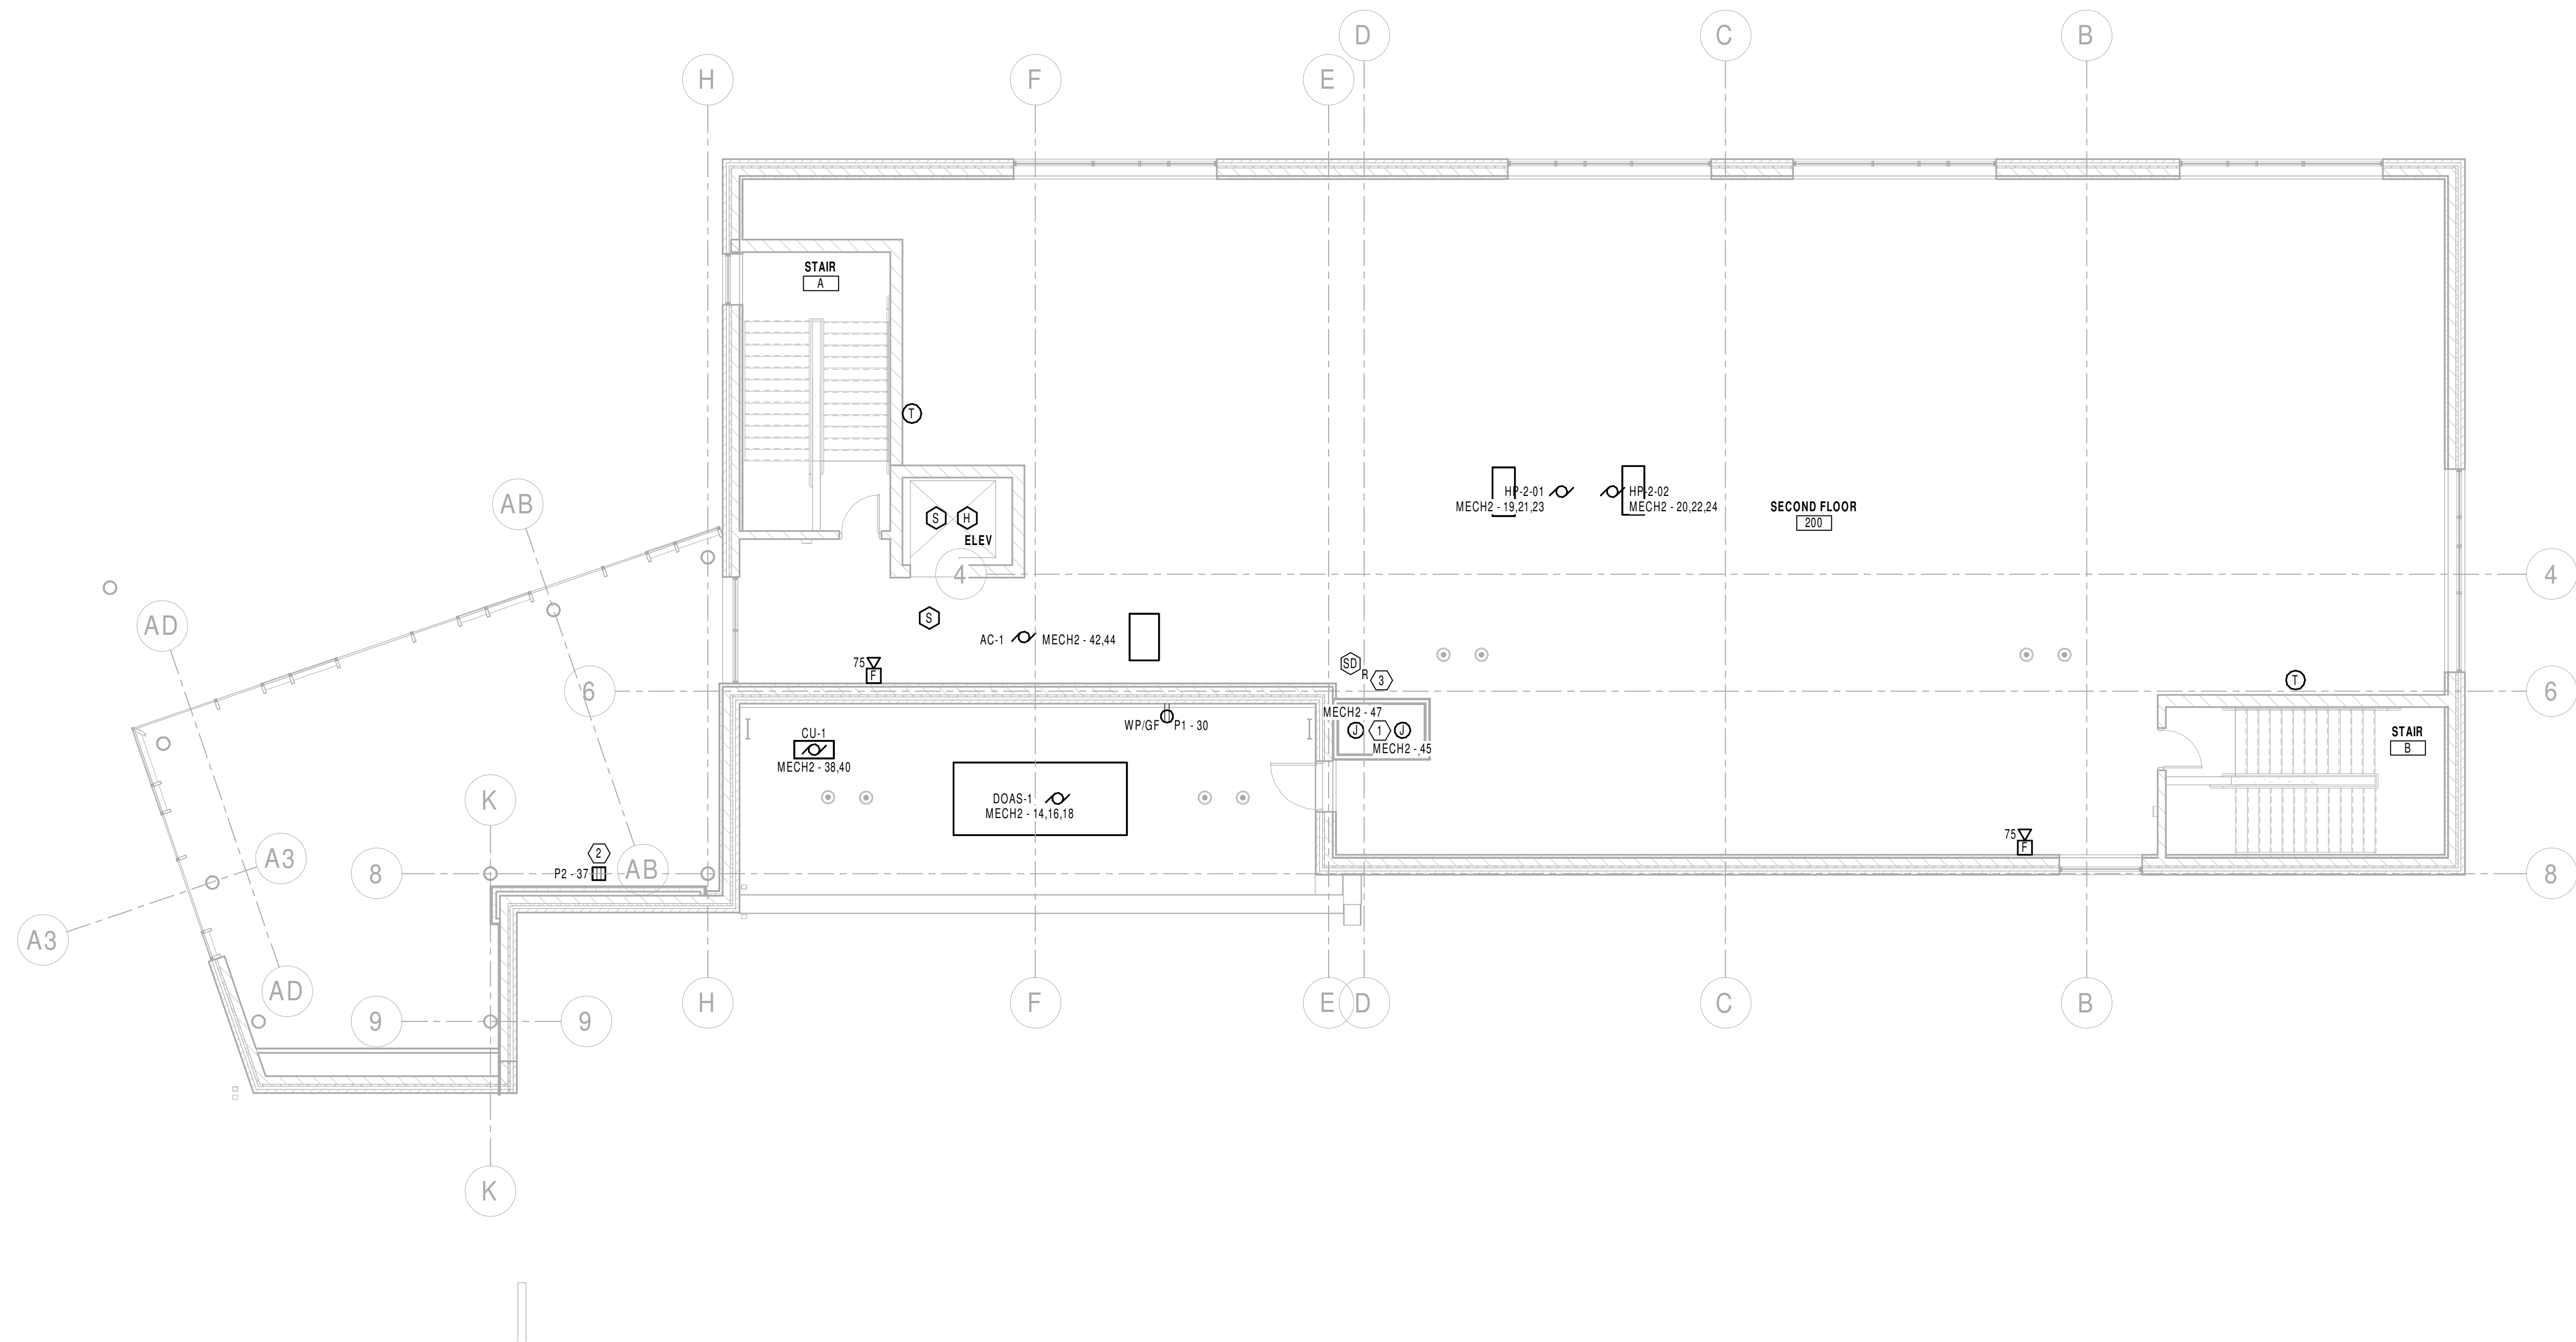 D
C
B
H
F
E
STAIR
A
T
HP-2-01
HP-2-02
MECH2 - 19,21,23
MECH2 - 20,22,24
SECOND FLOOR
200
AB
S
H
ELEV
4
4
S
AD
AC-1
MECH2 - 42,44
75
F
SD
R
3
6
6
T
MECH2 - 47
WP/GF
P1 - 30
J
1
J
MECH2 - 45
STAIR
B
CU-1
MECH2 - 38,40
DOAS-1
MECH2 - 14,16,18
K
75
F
A3
2
P2 - 37
AB
8
8
A3
AD
H
F
E
D
C
B
9
9
K